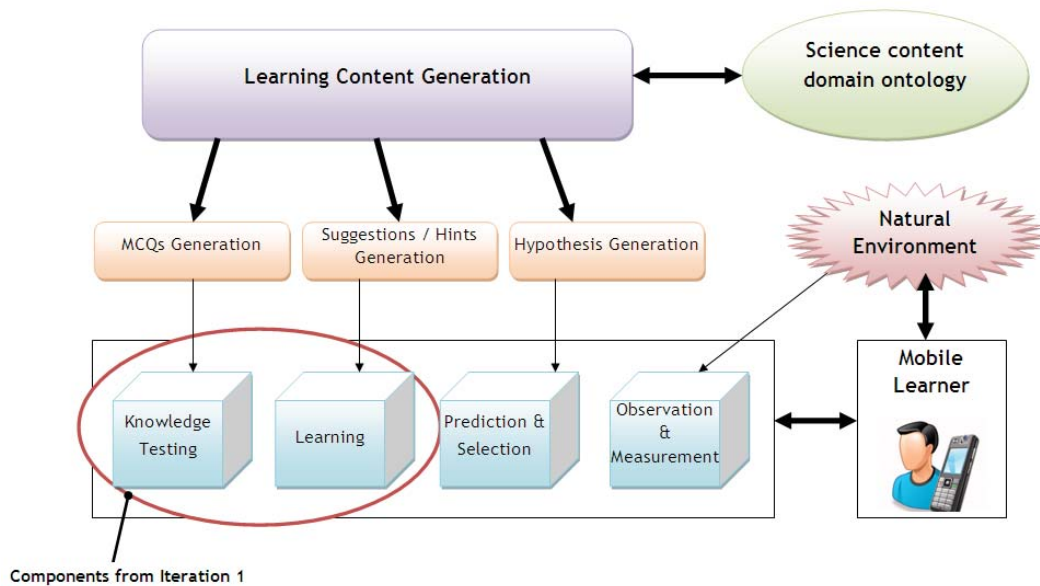 Learning Content Generation
Science content
domain ontology
MCQs Generation
Suggestions / Hints
Generation
Hypothesis Generation
Natural
Environment
Knowledge
Testing
Learning
Prediction &
Selection
Observation
&
Measurement
Mobile
Learner
Components from Iteration 1